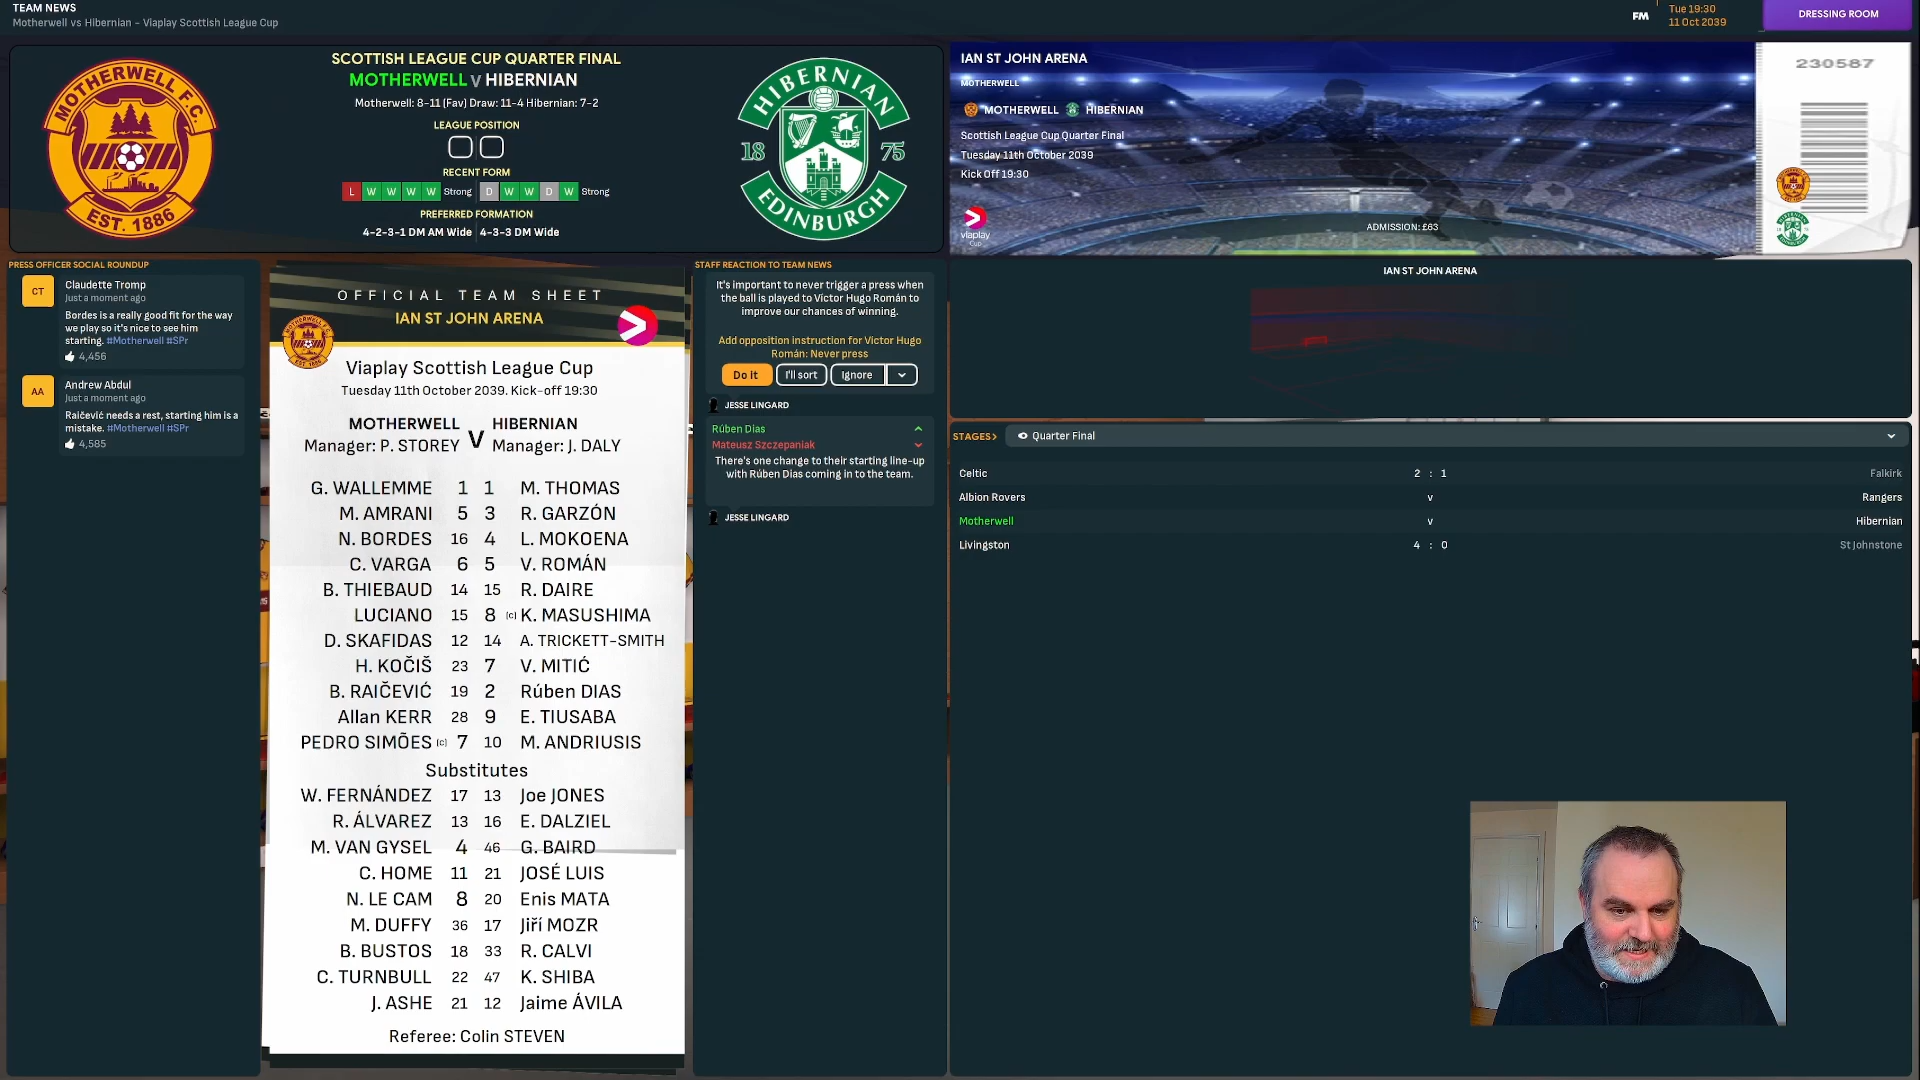 TEAM NEWS
Motherwell vs Hibernian - Viaplay Scottish League Cup
FM
Tue 19:30
11 Oct 2039
DRESSING ROOM
MOTHERWELL F.C.
EST. 1886
SCOTTISH LEAGUE CUP QUARTER FINAL
MOTHERWELL v HIBERNIAN
Motherwell: 8-11 (Fav) Draw: 11-4 Hibernian: 7-2
LEAGUE POSITION
RECENT FORM
L W W W W Strong D W W D W Strong
PREFERRED FORMATION
4-2-3-1 DM AM Wide 4-3-3 DM Wide
HIBERNIAN
18 75
EDINBURGH
IAN ST JOHN ARENA
MOTHERWELL
MOTHERWELL HIBERNIAN
Scottish League Cup Quarter Final
Tuesday 11th October 2039
Kick Off 19:30
viaplay
Cup
ADMISSION: £63
230587
PRESS OFFICER SOCIAL ROUNDUP
CT
Claudette Tromp
Just a moment ago
Bordes is a really good fit for the way
we play so it's nice to see him
starting. #Motherwell #SPr
4,456
AA
Andrew Abdul
Just a moment ago
Raičević needs a rest, starting him is a
mistake. #Motherwell #SPr
4,585
OFFICIAL TEAM SHEET
IAN ST JOHN ARENA
Viaplay Scottish League Cup
Tuesday 11th October 2039. Kick-off 19:30
MOTHERWELL V HIBERNIAN
Manager: P. STOREY Manager: J. DALY
G. WALLEMME 1 1 M. THOMAS
M. AMRANI 5 3 R. GARZÓN
N. BORDES 16 4 L. MOKOENA
C. VARGA 6 5 V. ROMÁN
B. THIEBAUD 14 15 R. DAIRE
LUCIANO 15 8 (c) K. MASUSHIMA
D. SKAFIDAS 12 14 A. TRICKETT-SMITH
H. KOČIŠ 23 7 V. MITIĆ
B. RAIČEVIĆ 19 2 Rúben DIAS
Allan KERR 28 9 E. TIUSABA
PEDRO SIMÕES (c) 7 10 M. ANDRIUSIS
Substitutes
W. FERNÁNDEZ 17 13 Joe JONES
R. ÁLVAREZ 13 16 E. DALZIEL
M. VAN GYSEL 4 46 G. BAIRD
C. HOME 11 21 JOSÉ LUIS
N. LE CAM 8 20 Enis MATA
M. DUFFY 36 17 Jiří MOZR
B. BUSTOS 18 33 R. CALVI
C. TURNBULL 22 47 K. SHIBA
J. ASHE 21 12 Jaime ÁVILA
Referee: Colin STEVEN
STAFF REACTION TO TEAM NEWS
It's important to never trigger a press when
the ball is played to Víctor Hugo Román to
improve our chances of winning.
Add opposition instruction for Victor Hugo
Román: Never press
Do it I'll sort Ignore
JESSE LINGARD
Rúben Dias
Mateusz Szczepaniak
There's one change to their starting line-up
with Rúben Dias coming in to the team.
JESSE LINGARD
IAN ST JOHN ARENA
STAGES> Quarter Final
Celtic 2 : 1 Falkirk
Albion Rovers v Rangers
Motherwell v Hibernian
Livingston 4 : 0 St Johnstone